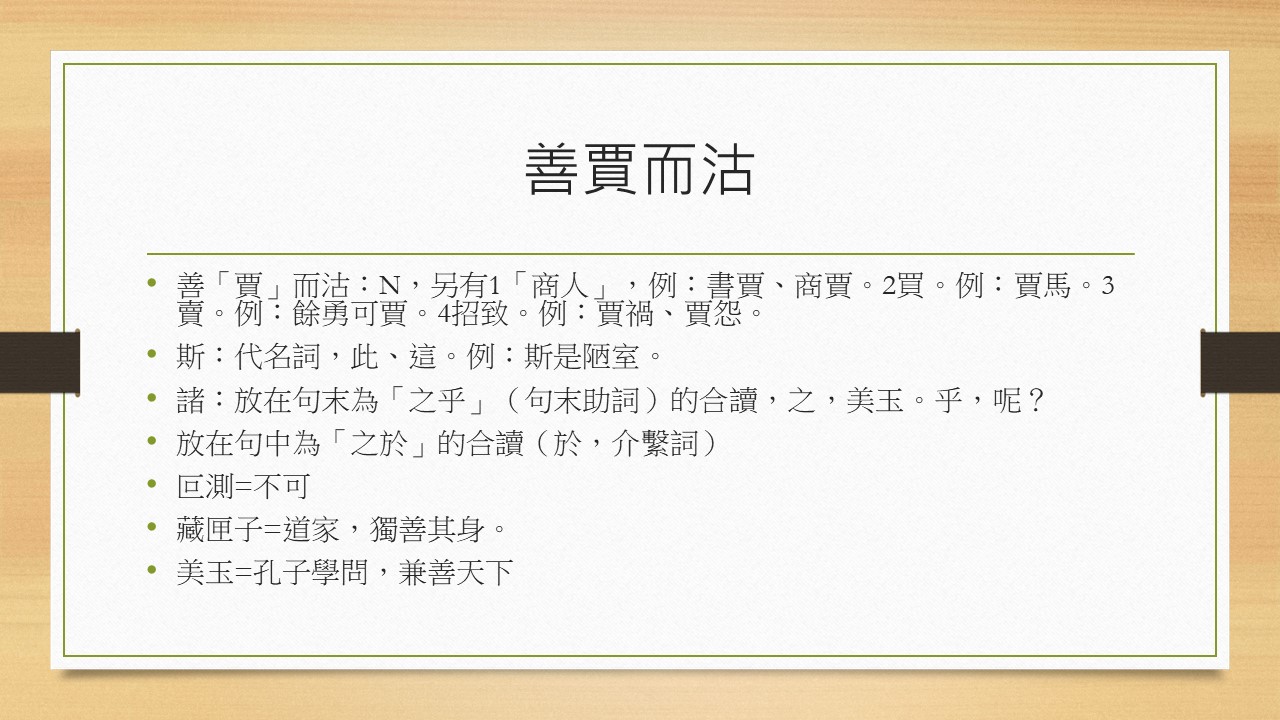 善賈而沽
善「賈」而沽：N，另有1「商人」，例：書賈、商賈。2買。例：賈馬。3
賣。例：餘勇可賈。4招致。例：賈禍、賈怨。
斯：代名詞，此、這。例：斯是陋室。
諸：放在句末為「之乎」（句末助詞）的合讀，之，美玉。乎，呢？
放在句中為「之於」的合讀（於，介繫詞）
叵測=不可
藏匣子=道家，獨善其身。
美玉=孔子學問，兼善天下